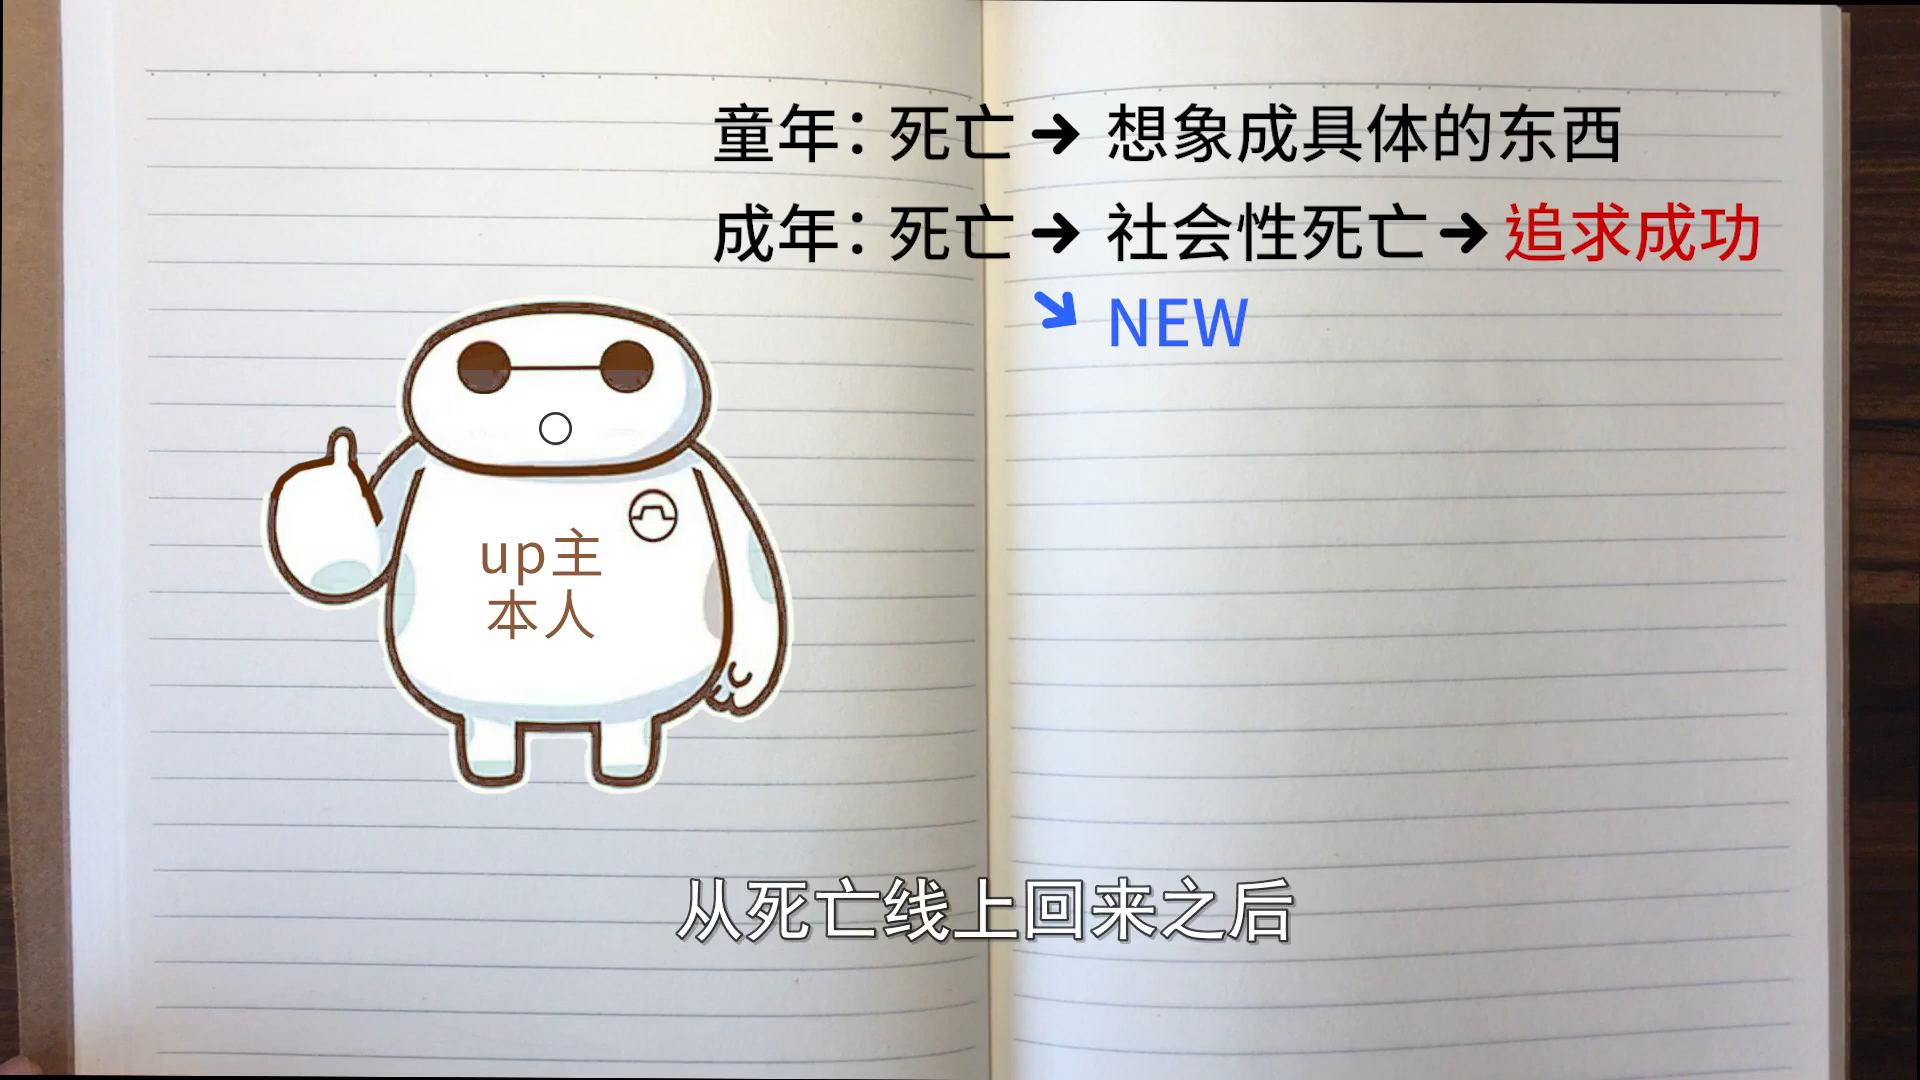 童年：死亡→想象成具体的东西
成年：死亡→社会性死亡→追求成功
↘NEW
up主
本人
从死亡线上回来之后